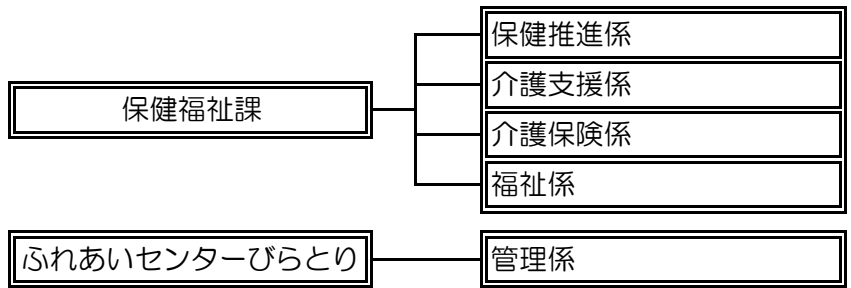 保健福祉課
保健推進係
介護支援係
介護保険係
福祉係
ふれあいセンターびらとり
管理係